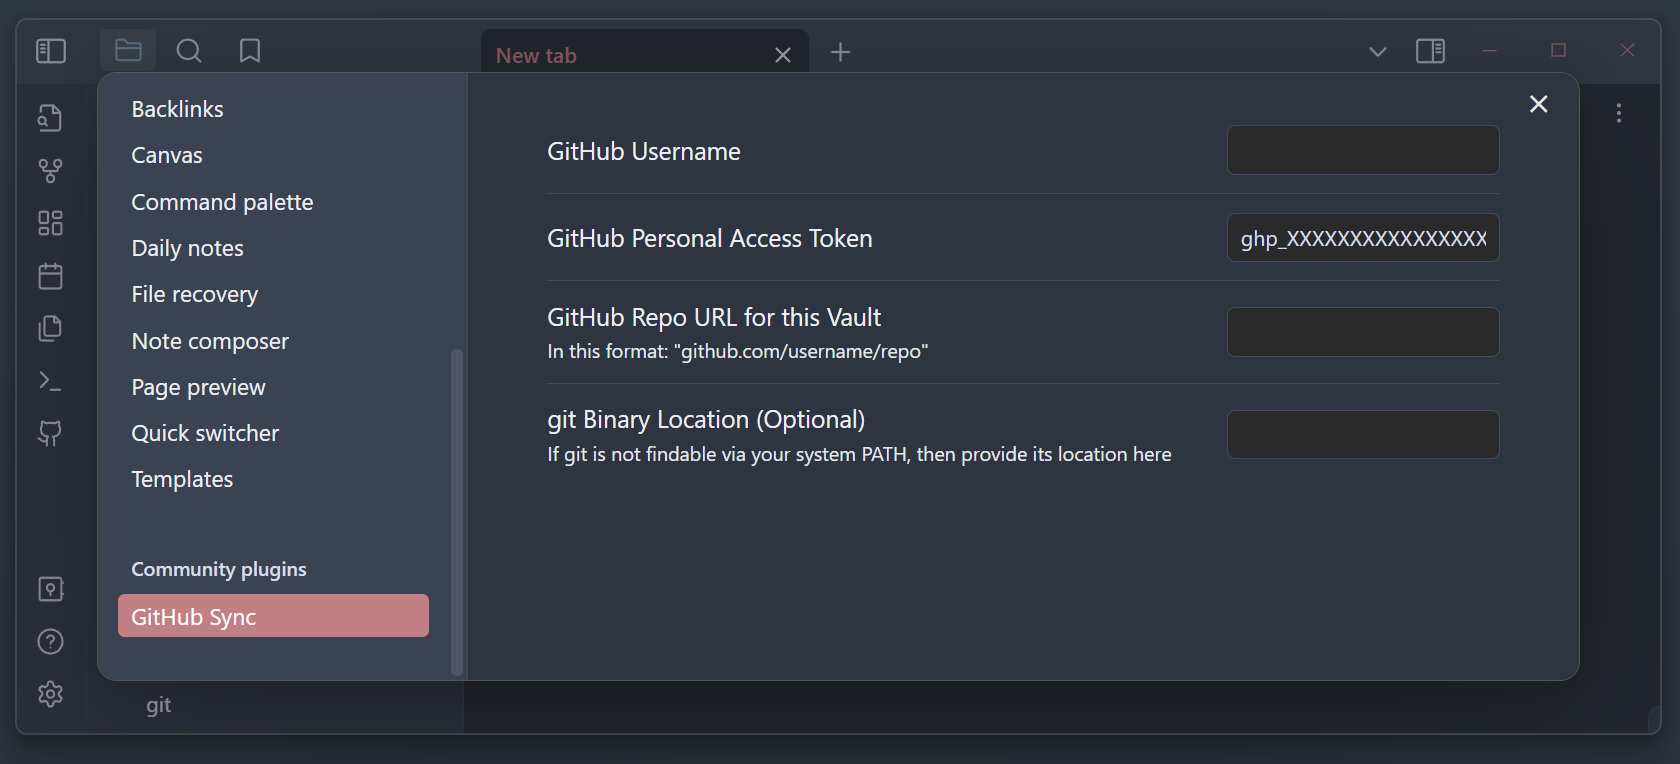 New tab
Backlinks
Canvas
Command palette
Daily notes
File recovery
Note composer
Page preview
Quick switcher
Templates
Community plugins
GitHub Sync
git
GitHub Username
GitHub Personal Access Token
ghp_XXXXXXXXXXXXXXXX
GitHub Repo URL for this Vault
In this format: "github.com/username/repo"
git Binary Location (Optional)
If git is not findable via your system PATH, then provide its location here